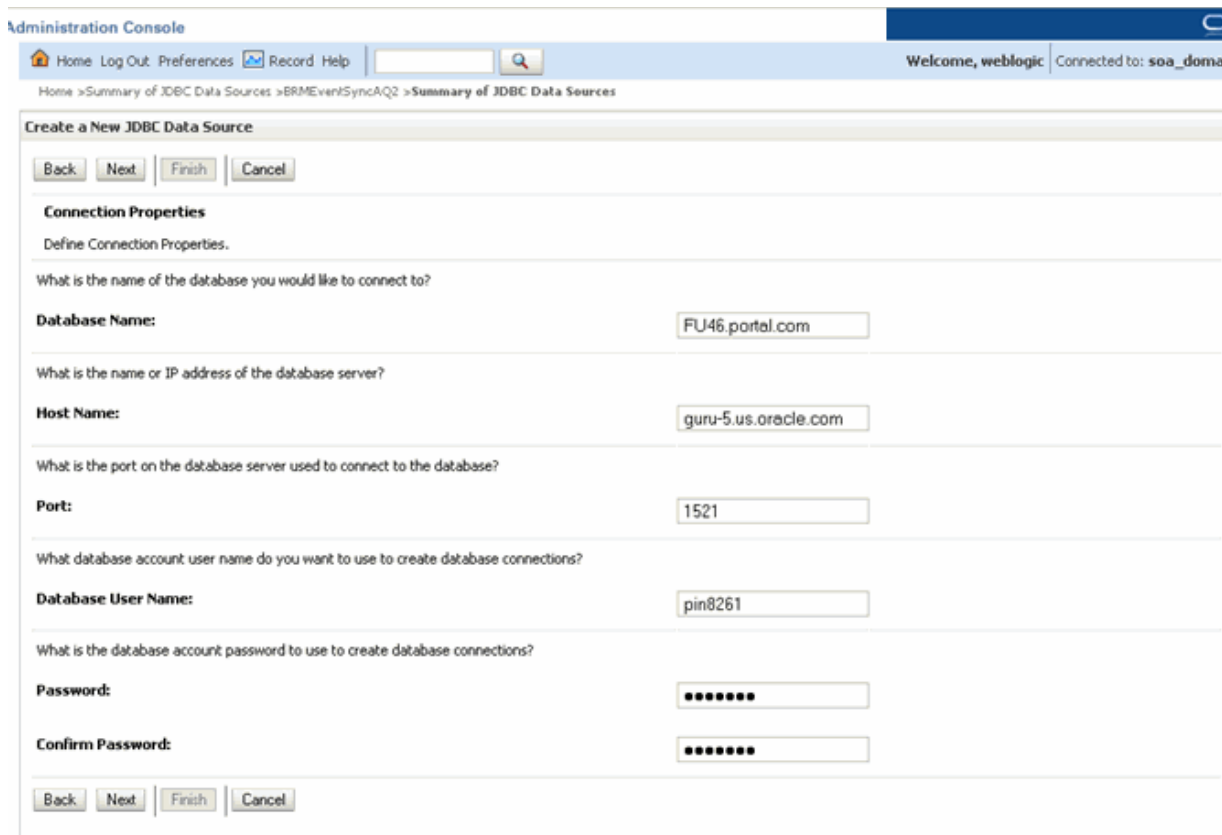 Administration Console
Home Log Out Preferences Record Help
Welcome, weblogic Connected to: soa_doma
Home >Summary of JDBC Data Sources >BRMEventSyncAQ2 >Summary of JDBC Data Sources
Create a New JDBC Data Source
Back Next Finish Cancel
Connection Properties
Define Connection Properties.
What is the name of the database you would like to connect to?
Database Name: FU46.portal.com
What is the name or IP address of the database server?
Host Name: guru-5.us.oracle.com
What is the port on the database server used to connect to the database?
Port: 1521
What database account user name do you want to use to create database connections?
Database User Name: pin8261
What is the database account password to use to create database connections?
Password: •••••••
Confirm Password: •••••••
Back Next Finish Cancel